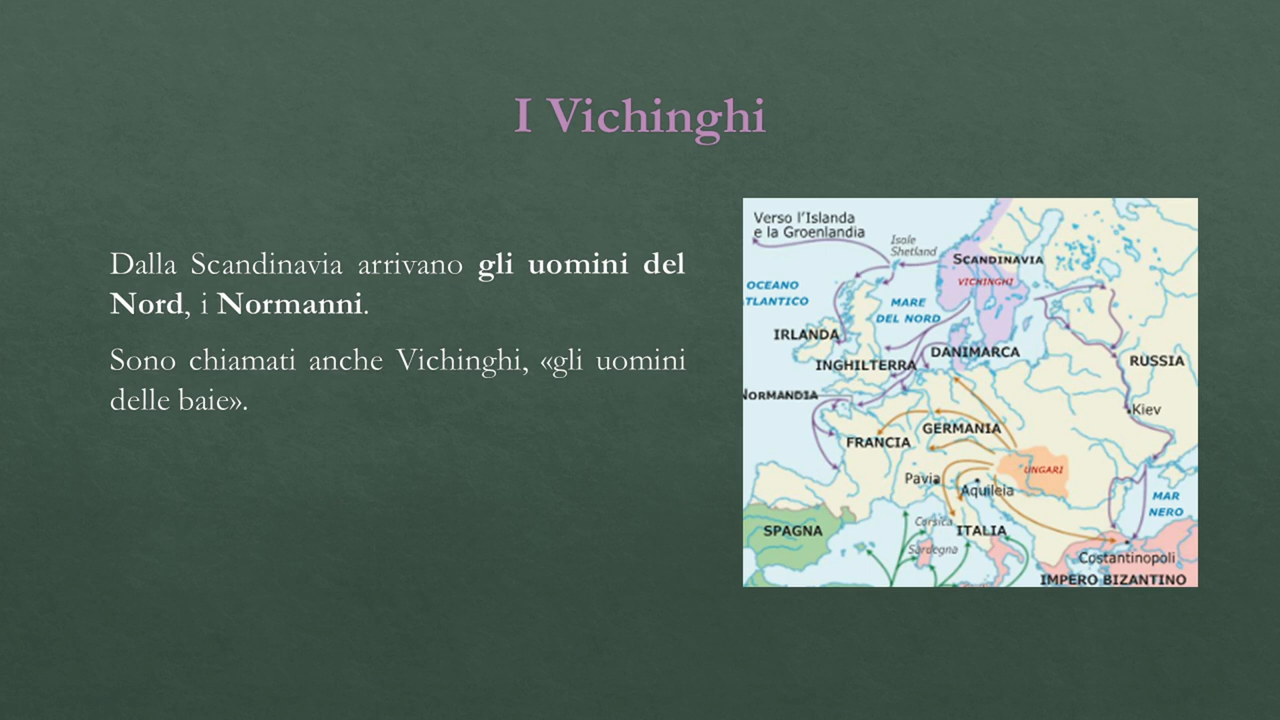 I Vichinghi
Dalla Scandinavia arrivano gli uomini del
Nord, i Normanni.
Sono chiamati anche Vichinghi, «gli uomini
delle baie».
Verso l'Islanda
e la Groenlandia
Isole
Shetland
SCANDINAVIA
VICHINGHI
OCEANO
TLANTICO
MARE
DEL NORD
IRLANDA
DANIMARCA
INGHILTERRA
RUSSIA
NORMANDIA
Kiev
GERMANIA
FRANCIA
UNGARI
Pavia
Aquileia
MAR
NERO
Corsica
SPAGNA
ITALIA
Sardegna
Costantinopoli
IMPERO BIZANTINO